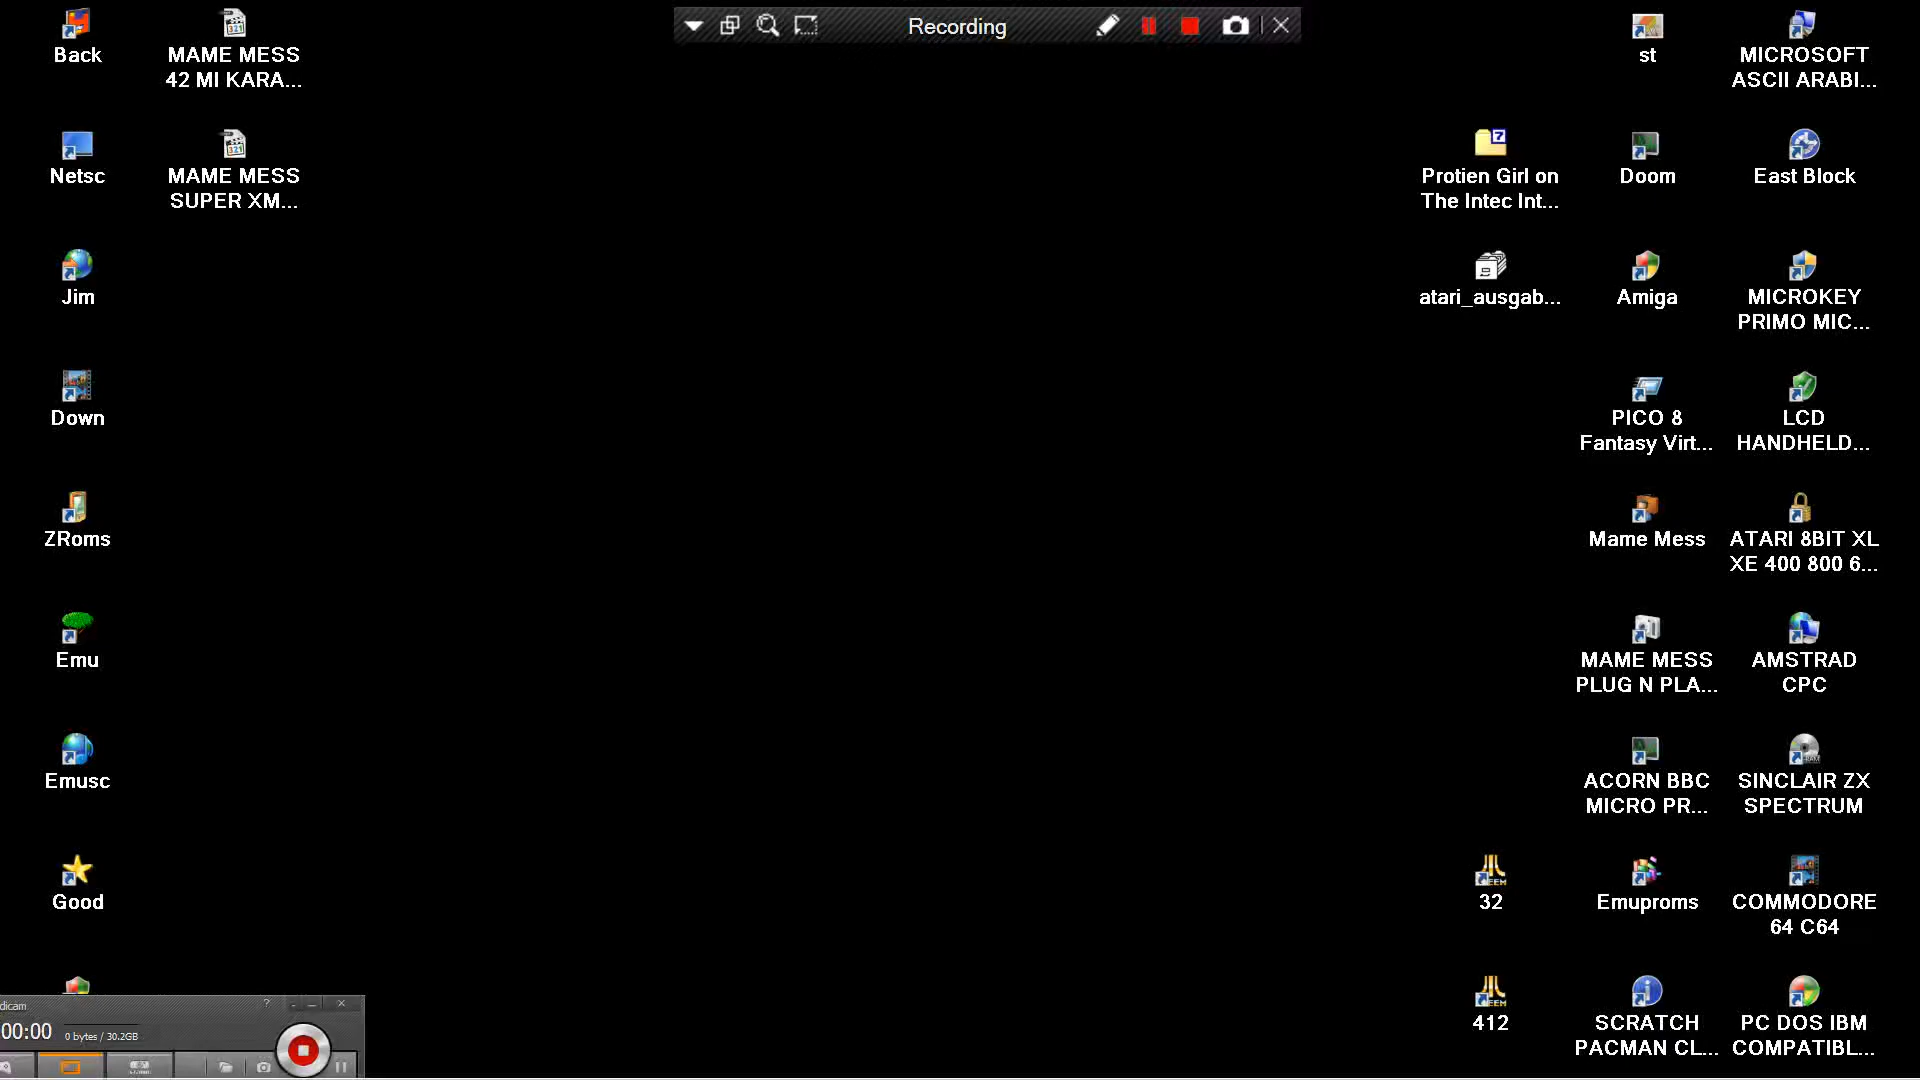 Recording
Back
MAME MESS
42 MI KARA...
Netsc
MAME MESS
SUPER XM...
Jim
Down
ZRoms
Emu
Emusc
Good
st
MICROSOFT
ASCII ARABI...
Protien Girl on
The Intec Int...
Doom
East Block
atari_ausgab...
Amiga
MICROKEY
PRIMO MIC...
PICO 8
Fantasy Virt...
LCD
HANDHELD...
Mame Mess
ATARI 8BIT XL
XE 400 800 6...
MAME MESS
PLUG N PLA...
AMSTRAD
CPC
ACORN BBC
MICRO PR...
SINCLAIR ZX
SPECTRUM
32
Emuproms
COMMODORE
64 C64
412
SCRATCH
PACMAN CL...
PC DOS IBM
COMPATIBL...
dicam
00:00
0 bytes / 30.2GB